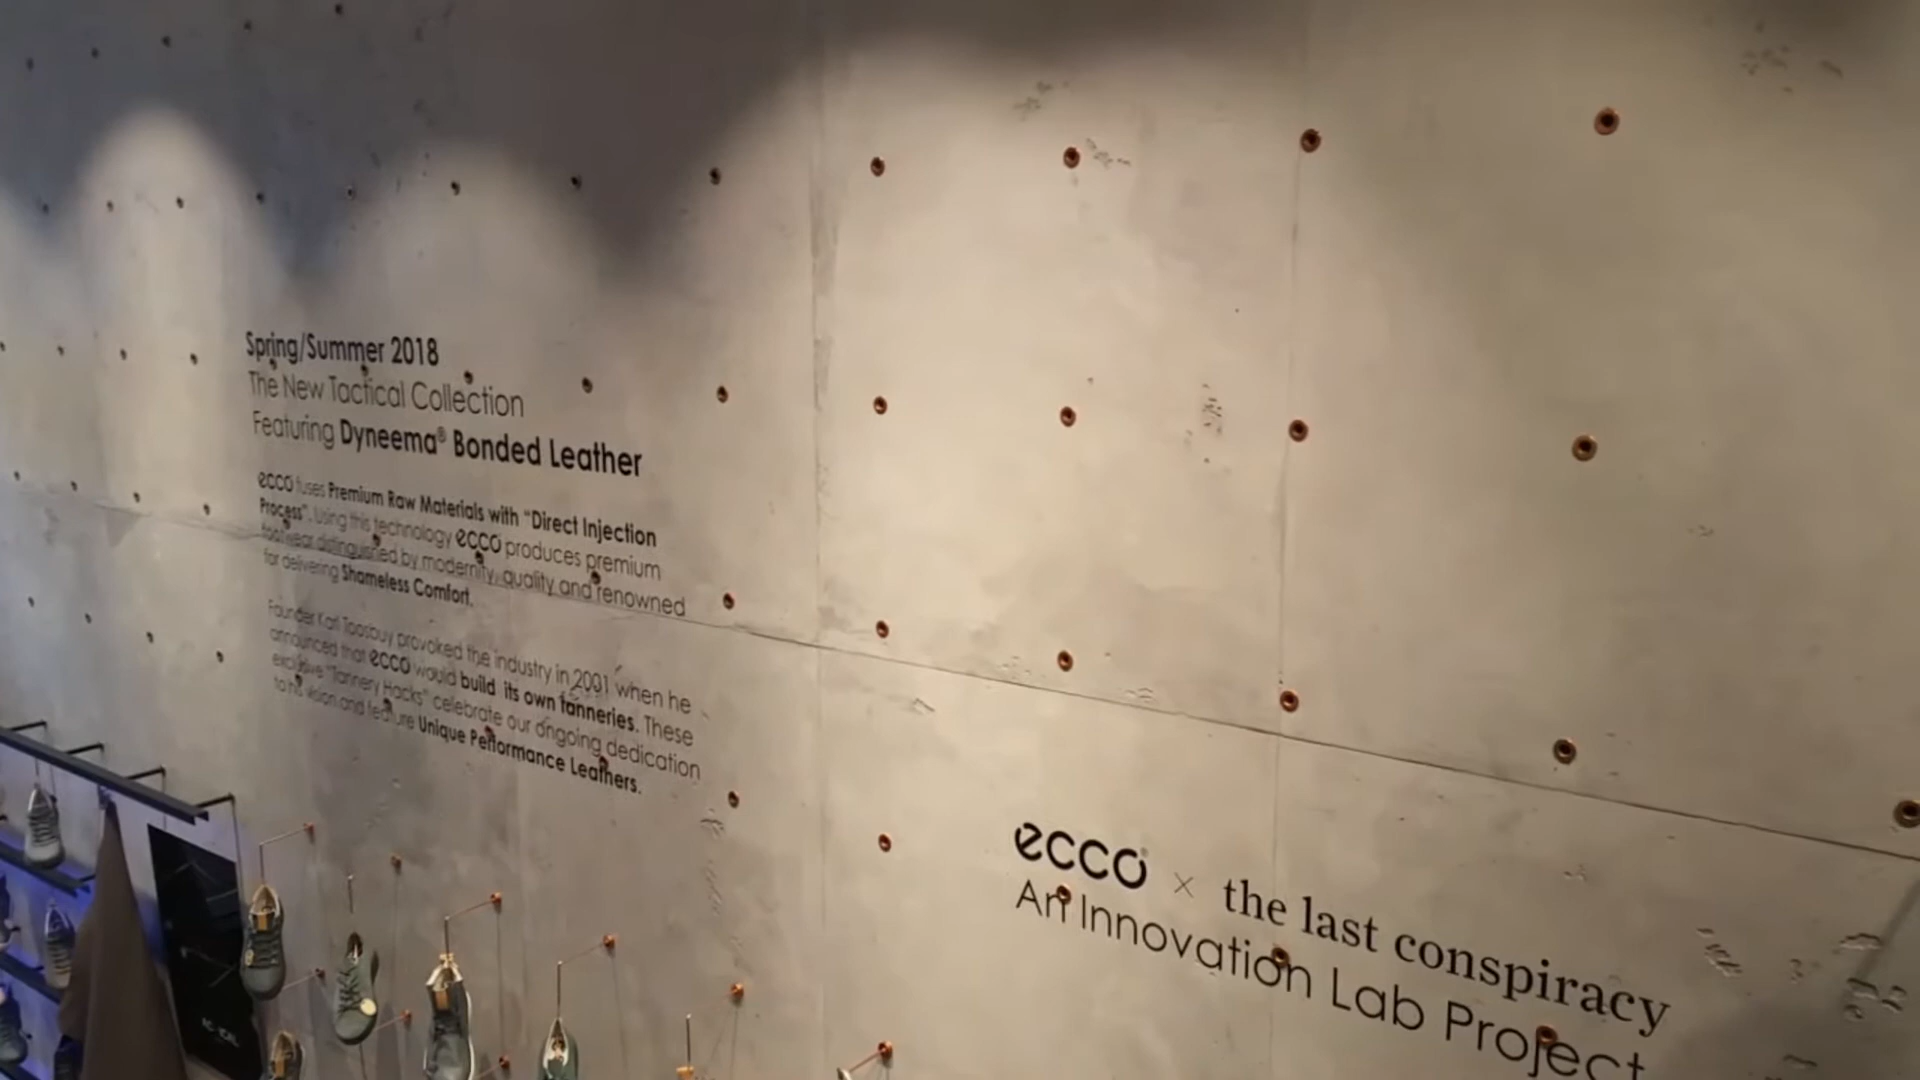 Spring/Summer 2018
The New Tactical Collection
Featuring Dyneema® Bonded Leather
ecco fuses Premium Raw Materials with "Direct Injection
Process". Using this technology ecco produces premium
footwear distinguished by modernity, quality and renowned
for delivering Shameless Comfort.
Founder Karl Toosbuy provoked the industry in 2001 when he
announced that ecco would build its own tanneries. These
exclusive "Tannery Hacks" celebrate our ongoing dedication
to his vision and feature Unique Performance Leathers.
ecco® × the last conspiracy
An Innovation Lab Project